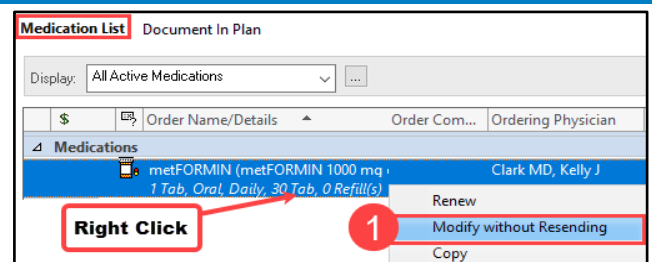 Medication List Document In Plan
Display: All Active Medications ...
$ Order Name/Details Order Com... Ordering Physician
Medications
metFORMIN (metFORMIN 1000 mg Clark MD, Kelly J
1 Tab, Oral, Daily, 30 Tab, 0 Refill(s)
Renew
Right Click 1 Modify without Resending
Copy